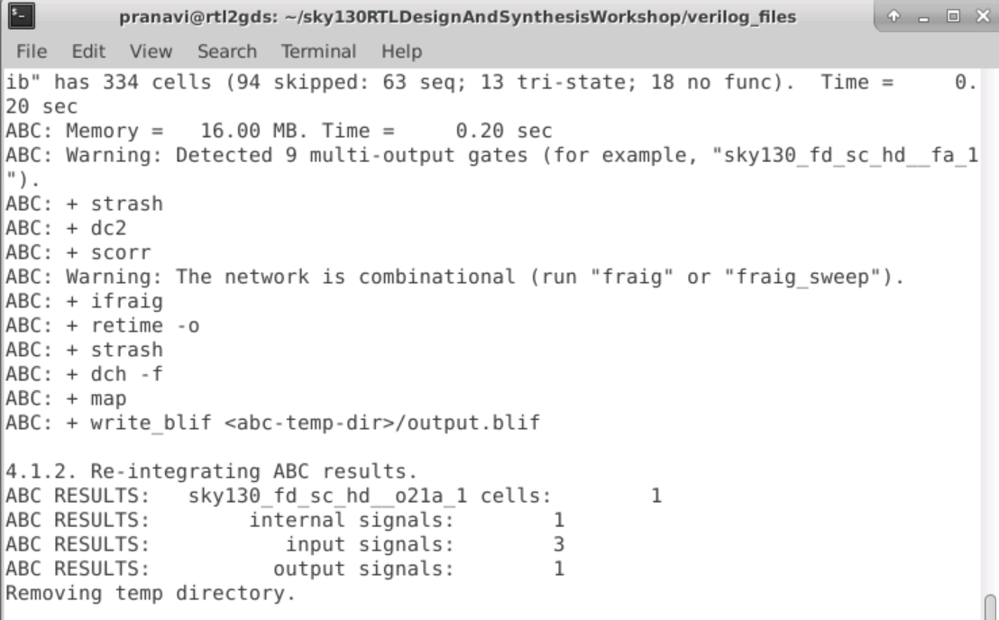 pranavi@rtl2gds: ~/sky130RTLDesignAndSynthesisWorkshop/verilog_files
File Edit View Search Terminal Help
ib" has 334 cells (94 skipped: 63 seq; 13 tri-state; 18 no func).  Time =     0.
20 sec
ABC: Memory =   16.00 MB. Time =     0.20 sec
ABC: Warning: Detected 9 multi-output gates (for example, "sky130_fd_sc_hd__fa_1
").
ABC: + strash
ABC: + dc2
ABC: + scorr
ABC: Warning: The network is combinational (run "fraig" or "fraig_sweep").
ABC: + ifraig
ABC: + retime -o
ABC: + strash
ABC: + dch -f
ABC: + map
ABC: + write_blif <abc-temp-dir>/output.blif
4.1.2. Re-integrating ABC results.
ABC RESULTS:   sky130_fd_sc_hd__o21a_1 cells:        1
ABC RESULTS:        internal signals:        1
ABC RESULTS:           input signals:        3
ABC RESULTS:          output signals:        1
Removing temp directory.